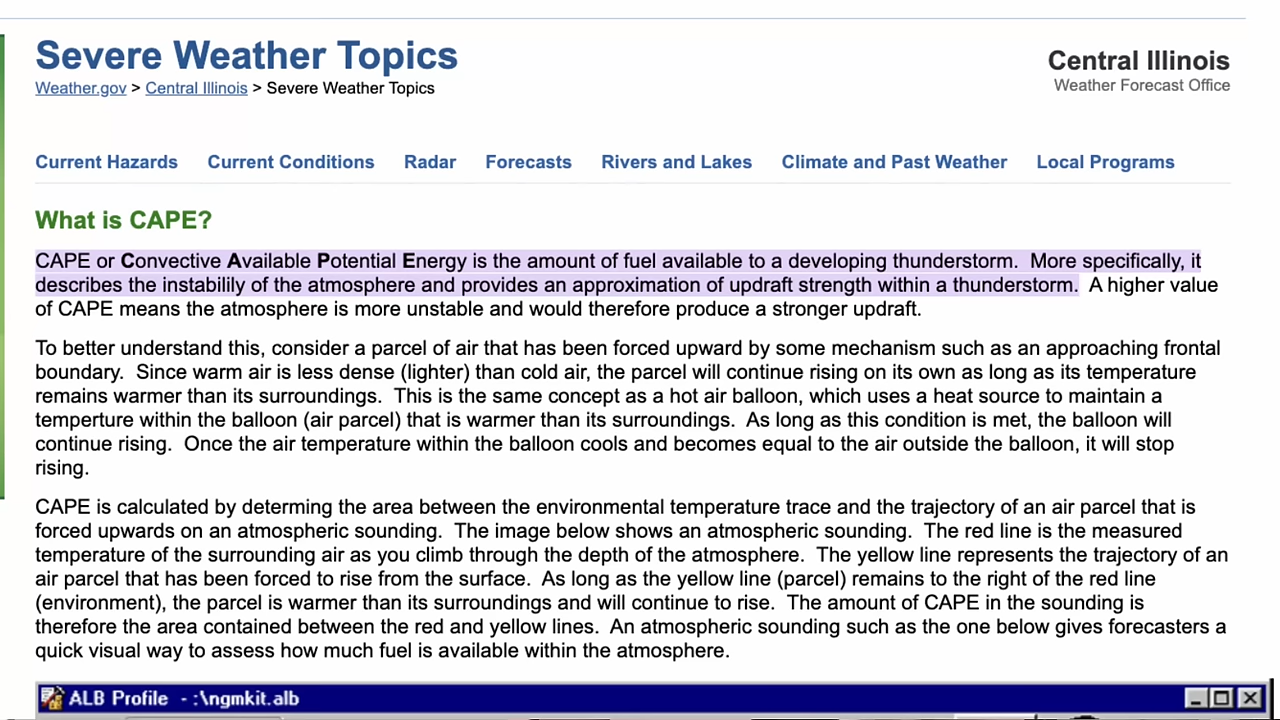 Severe Weather Topics
Central Illinois
Weather.gov > Central Illinois > Severe Weather Topics
Weather Forecast Office
Current Hazards Current Conditions Radar Forecasts Rivers and Lakes Climate and Past Weather Local Programs
What is CAPE?
CAPE or Convective Available Potential Energy is the amount of fuel available to a developing thunderstorm. More specifically, it
describes the instabilily of the atmosphere and provides an approximation of updraft strength within a thunderstorm. A higher value
of CAPE means the atmosphere is more unstable and would therefore produce a stronger updraft.
To better understand this, consider a parcel of air that has been forced upward by some mechanism such as an approaching frontal
boundary. Since warm air is less dense (lighter) than cold air, the parcel will continue rising on its own as long as its temperature
remains warmer than its surroundings. This is the same concept as a hot air balloon, which uses a heat source to maintain a
temperture within the balloon (air parcel) that is warmer than its surroundings. As long as this condition is met, the balloon will
continue rising. Once the air temperature within the balloon cools and becomes equal to the air outside the balloon, it will stop
rising.
CAPE is calculated by determing the area between the environmental temperature trace and the trajectory of an air parcel that is
forced upwards on an atmospheric sounding. The image below shows an atmospheric sounding. The red line is the measured
temperature of the surrounding air as you climb through the depth of the atmosphere. The yellow line represents the trajectory of an
air parcel that has been forced to rise from the surface. As long as the yellow line (parcel) remains to the right of the red line
(environment), the parcel is warmer than its surroundings and will continue to rise. The amount of CAPE in the sounding is
therefore the area contained between the red and yellow lines. An atmospheric sounding such as the one below gives forecasters a
quick visual way to assess how much fuel is available within the atmosphere.
ALB Profile - :\ngmkit.alb